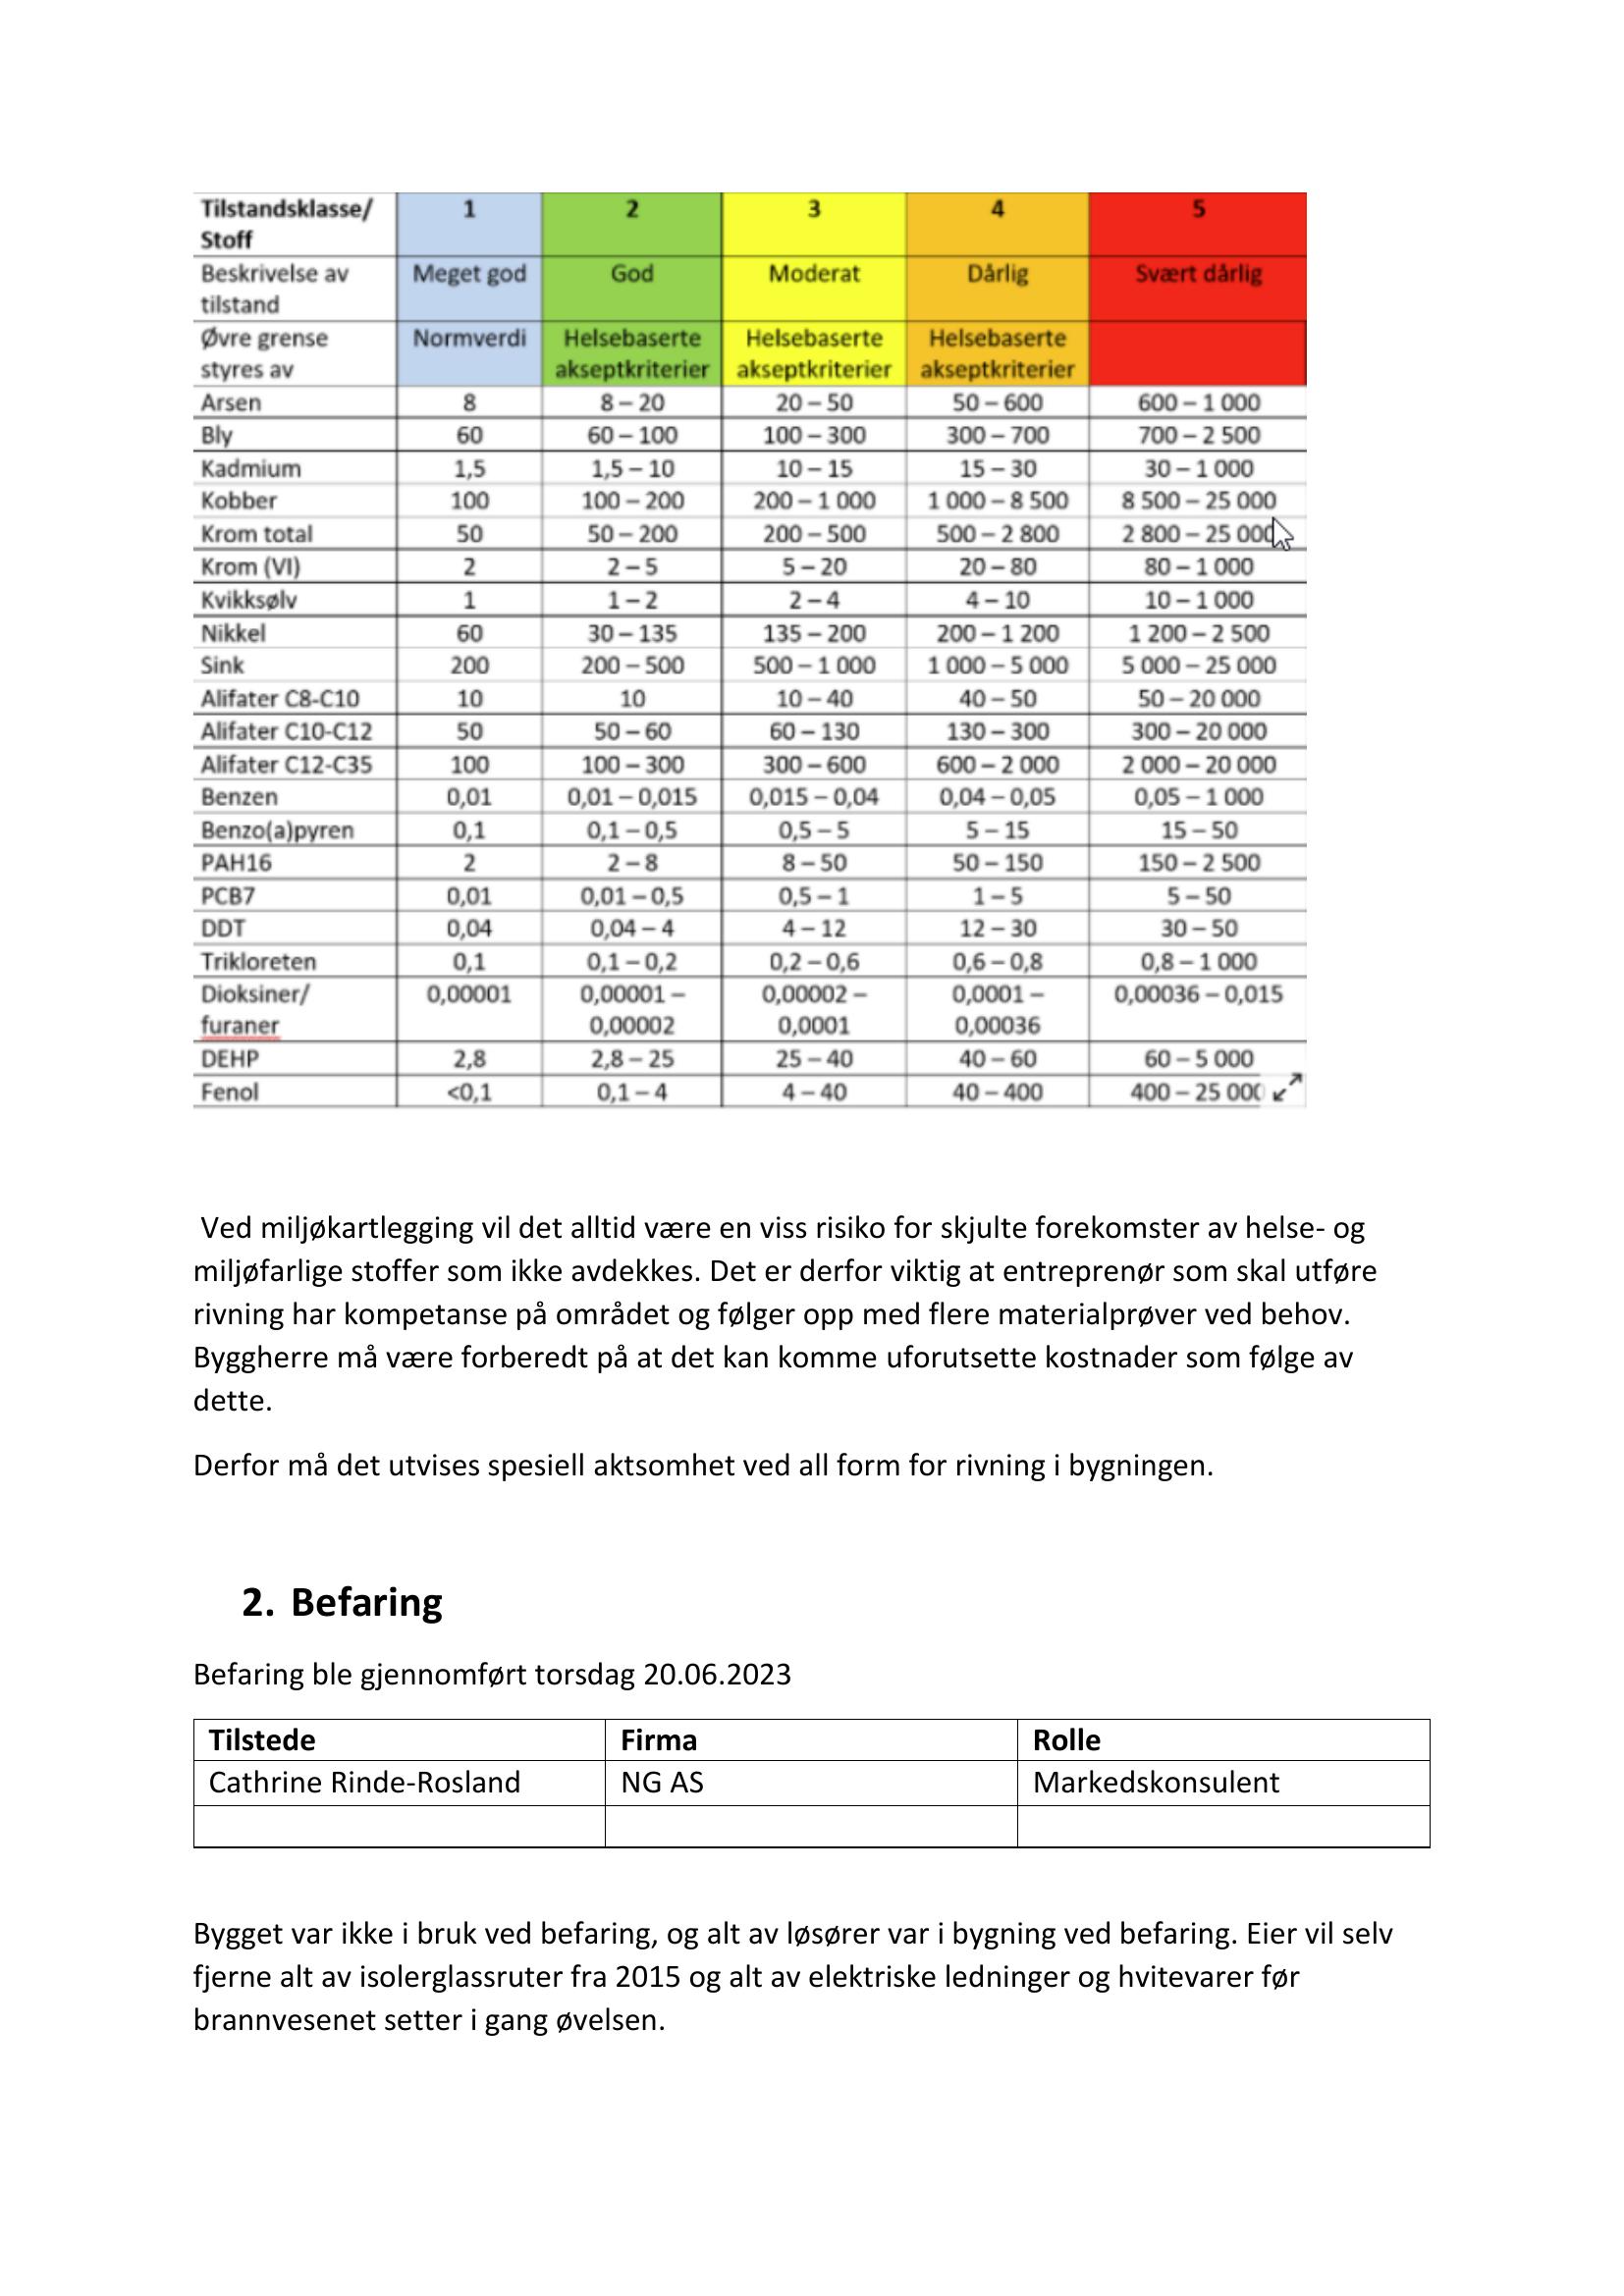 Tilstandsklasse/ 1 2 3 4 5
Stoff
Beskrivelse av Meget god God Moderat Dårlig Svært dårlig
tilstand
Øvre grense Normverdi Helsebaserte Helsebaserte Helsebaserte
styres av akseptkriterier akseptkriterier akseptkriterier
Arsen 8 8 – 20 20 – 50 50 – 600 600 – 1 000
Bly 60 60 – 100 100 – 300 300 – 700 700 – 2 500
Kadmium 1,5 1,5 – 10 10 – 15 15 – 30 30 – 1 000
Kobber 100 100 – 200 200 – 1 000 1 000 – 8 500 8 500 – 25 000
Krom total 50 50 – 200 200 – 500 500 – 2 800 2 800 – 25 000
Krom (VI) 2 2 – 5 5 – 20 20 – 80 80 – 1 000
Kvikksølv 1 1 – 2 2 – 4 4 – 10 10 – 1 000
Nikkel 60 30 – 135 135 – 200 200 – 1 200 1 200 – 2 500
Sink 200 200 – 500 500 – 1 000 1 000 – 5 000 5 000 – 25 000
Alifater C8-C10 10 10 10 – 40 40 – 50 50 – 20 000
Alifater C10-C12 50 50 – 60 60 – 130 130 – 300 300 – 20 000
Alifater C12-C35 100 100 – 300 300 – 600 600 – 2 000 2 000 – 20 000
Benzen 0,01 0,01 – 0,015 0,015 – 0,04 0,04 – 0,05 0,05 – 1 000
Benzo(a)pyren 0,1 0,1 – 0,5 0,5 – 5 5 – 15 15 – 50
PAH16 2 2 – 8 8 – 50 50 – 150 150 – 2 500
PCB7 0,01 0,01 – 0,5 0,5 – 1 1 – 5 5 – 50
DDT 0,04 0,04 – 4 4 – 12 12 – 30 30 – 50
Trikloreten 0,1 0,1 – 0,2 0,2 – 0,6 0,6 – 0,8 0,8 – 1 000
Dioksiner/ 0,00001 0,00001 – 0,00002 – 0,0001 – 0,00036 – 0,015
furaner 0,00002 0,0001 0,00036
DEHP 2,8 2,8 – 25 25 – 40 40 – 60 60 – 5 000
Fenol <0,1 0,1 – 4 4 – 40 40 – 400 400 – 25 000
Ved miljøkartlegging vil det alltid være en viss risiko for skjulte forekomster av helse- og
miljøfarlige stoffer som ikke avdekkes. Det er derfor viktig at entreprenør som skal utføre
rivning har kompetanse på området og følger opp med flere materialprøver ved behov.
Byggherre må være forberedt på at det kan komme uforutsette kostnader som følge av
dette.
Derfor må det utvises spesiell aktsomhet ved all form for rivning i bygningen.
2. Befaring
Befaring ble gjennomført torsdag 20.06.2023
Tilstede Firma Rolle
Cathrine Rinde-Rosland NG AS Markedskonsulent
Bygget var ikke i bruk ved befaring, og alt av løsører var i bygning ved befaring. Eier vil selv
fjerne alt av isolerglassruter fra 2015 og alt av elektriske ledninger og hvitevarer før
brannvesenet setter i gang øvelsen.